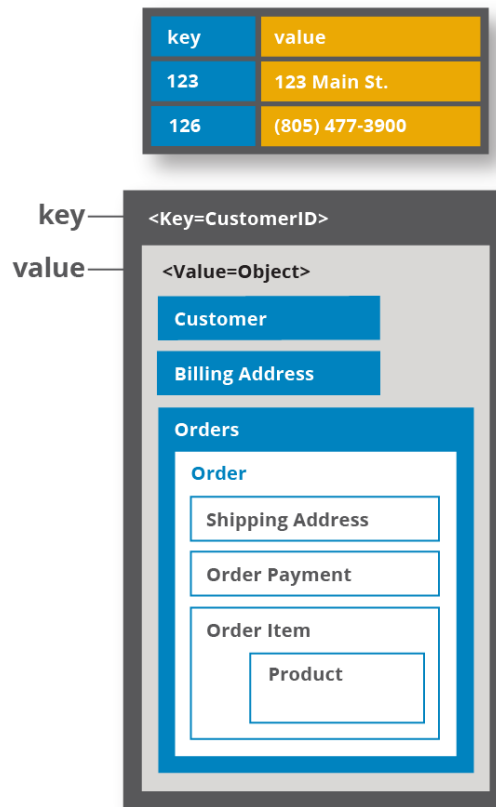 key value
123 123 Main St.
126 (805) 477-3900
key <Key=CustomerID>
value <Value=Object>
Customer
Billing Address
Orders
Order
Shipping Address
Order Payment
Order Item
Product